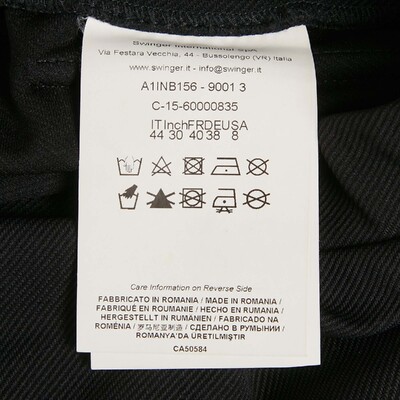 Swinger International S.p.A.
Via Festara Vecchia, 44 - Bussolengo (VR) Italia
www.swinger.it - info@swinger.it
A1INB156 - 9001 3
C-15-60000835
IT Inch FR DE USA
44 30 40 38 8
Care Information on Reverse Side
FABBRICATO IN ROMANIA / MADE IN ROMANIA /
FABRIQUÉ EN ROUMANIE / HECHO EN RUMANIA /
HERGESTELLT IN RUMÄNIEN / FABRICADO NA
ROMÉNIA / 罗马尼亚制造 / СДЕЛАНО В РУМЫНИИ /
ROMANYA'DA ÜRETILMIŞTIR
CA50584